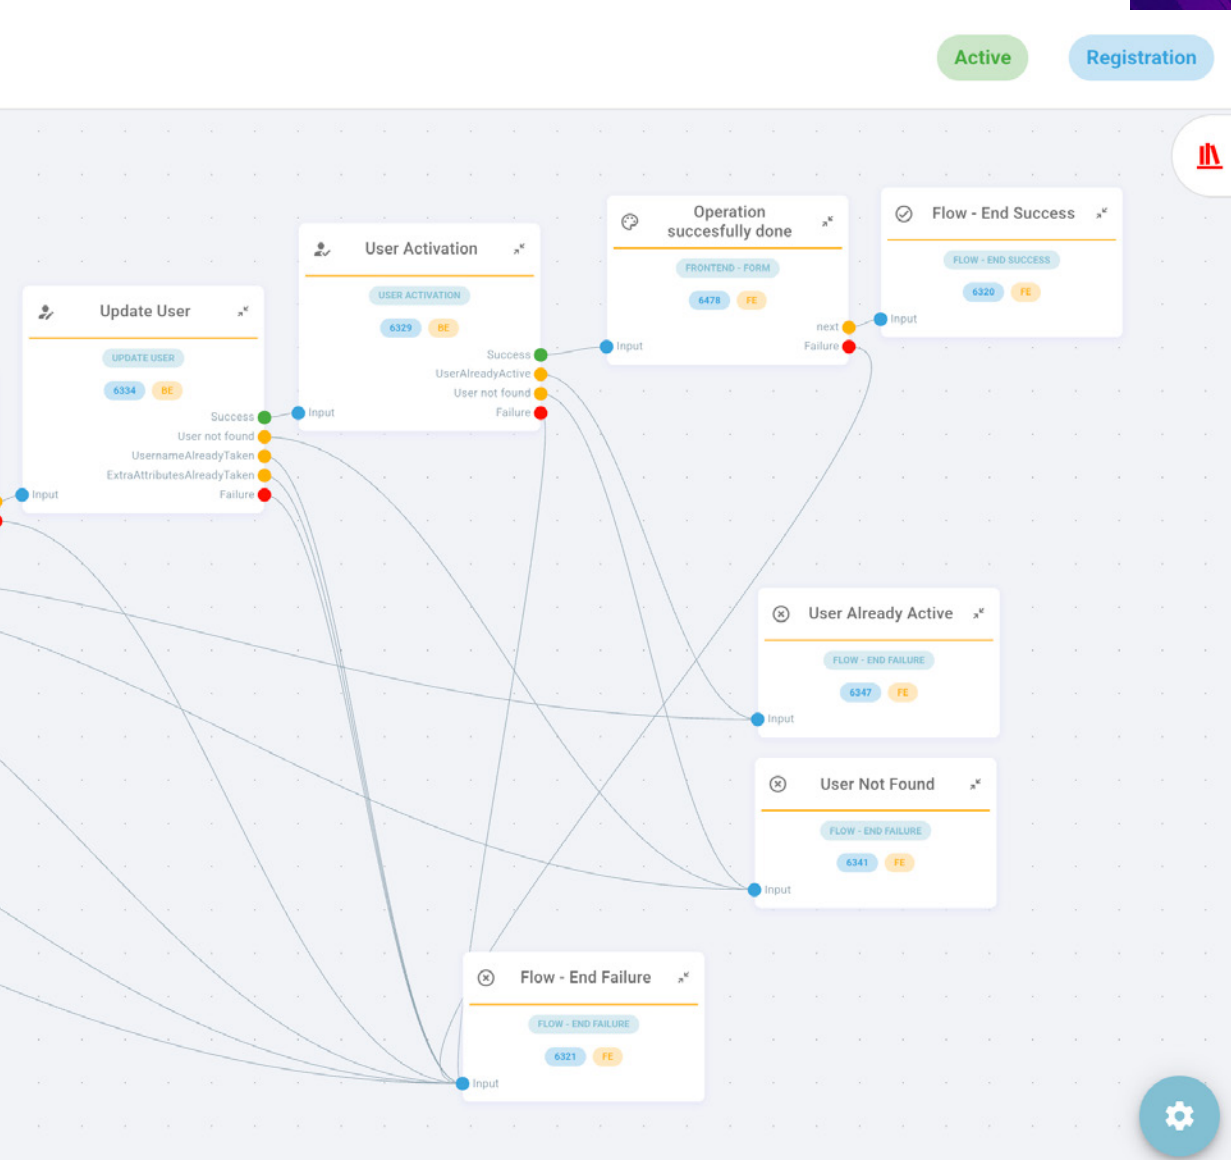 Active
Registration
Operation
succesfully done
FRONTEND - FORM
6478 FE
next
Failure
Input
Flow - End Success
FLOW - END SUCCESS
6320 FE
Input
User Activation
USER ACTIVATION
6329 BE
Success
UserAlreadyActive
User not found
Failure
Input
Update User
UPDATE USER
6334 BE
Success
User not found
UsernameAlreadyTaken
ExtraAttributesAlreadyTaken
Failure
Input
User Already Active
FLOW - END FAILURE
6347 FE
Input
User Not Found
FLOW - END FAILURE
6341 FE
Input
Flow - End Failure
FLOW - END FAILURE
6321 FE
Input